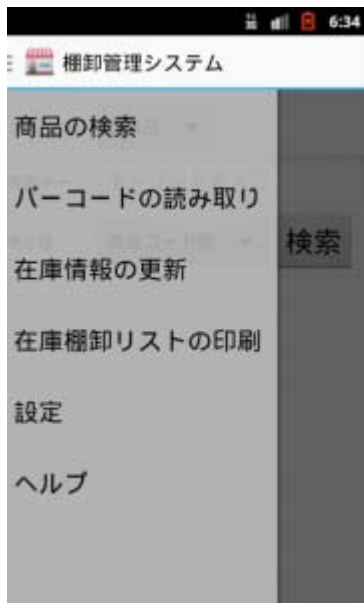 6:34
棚卸管理システム
商品の検索
バーコードの読み取り
在庫情報の更新
検索
在庫棚卸リストの印刷
設定
ヘルプ